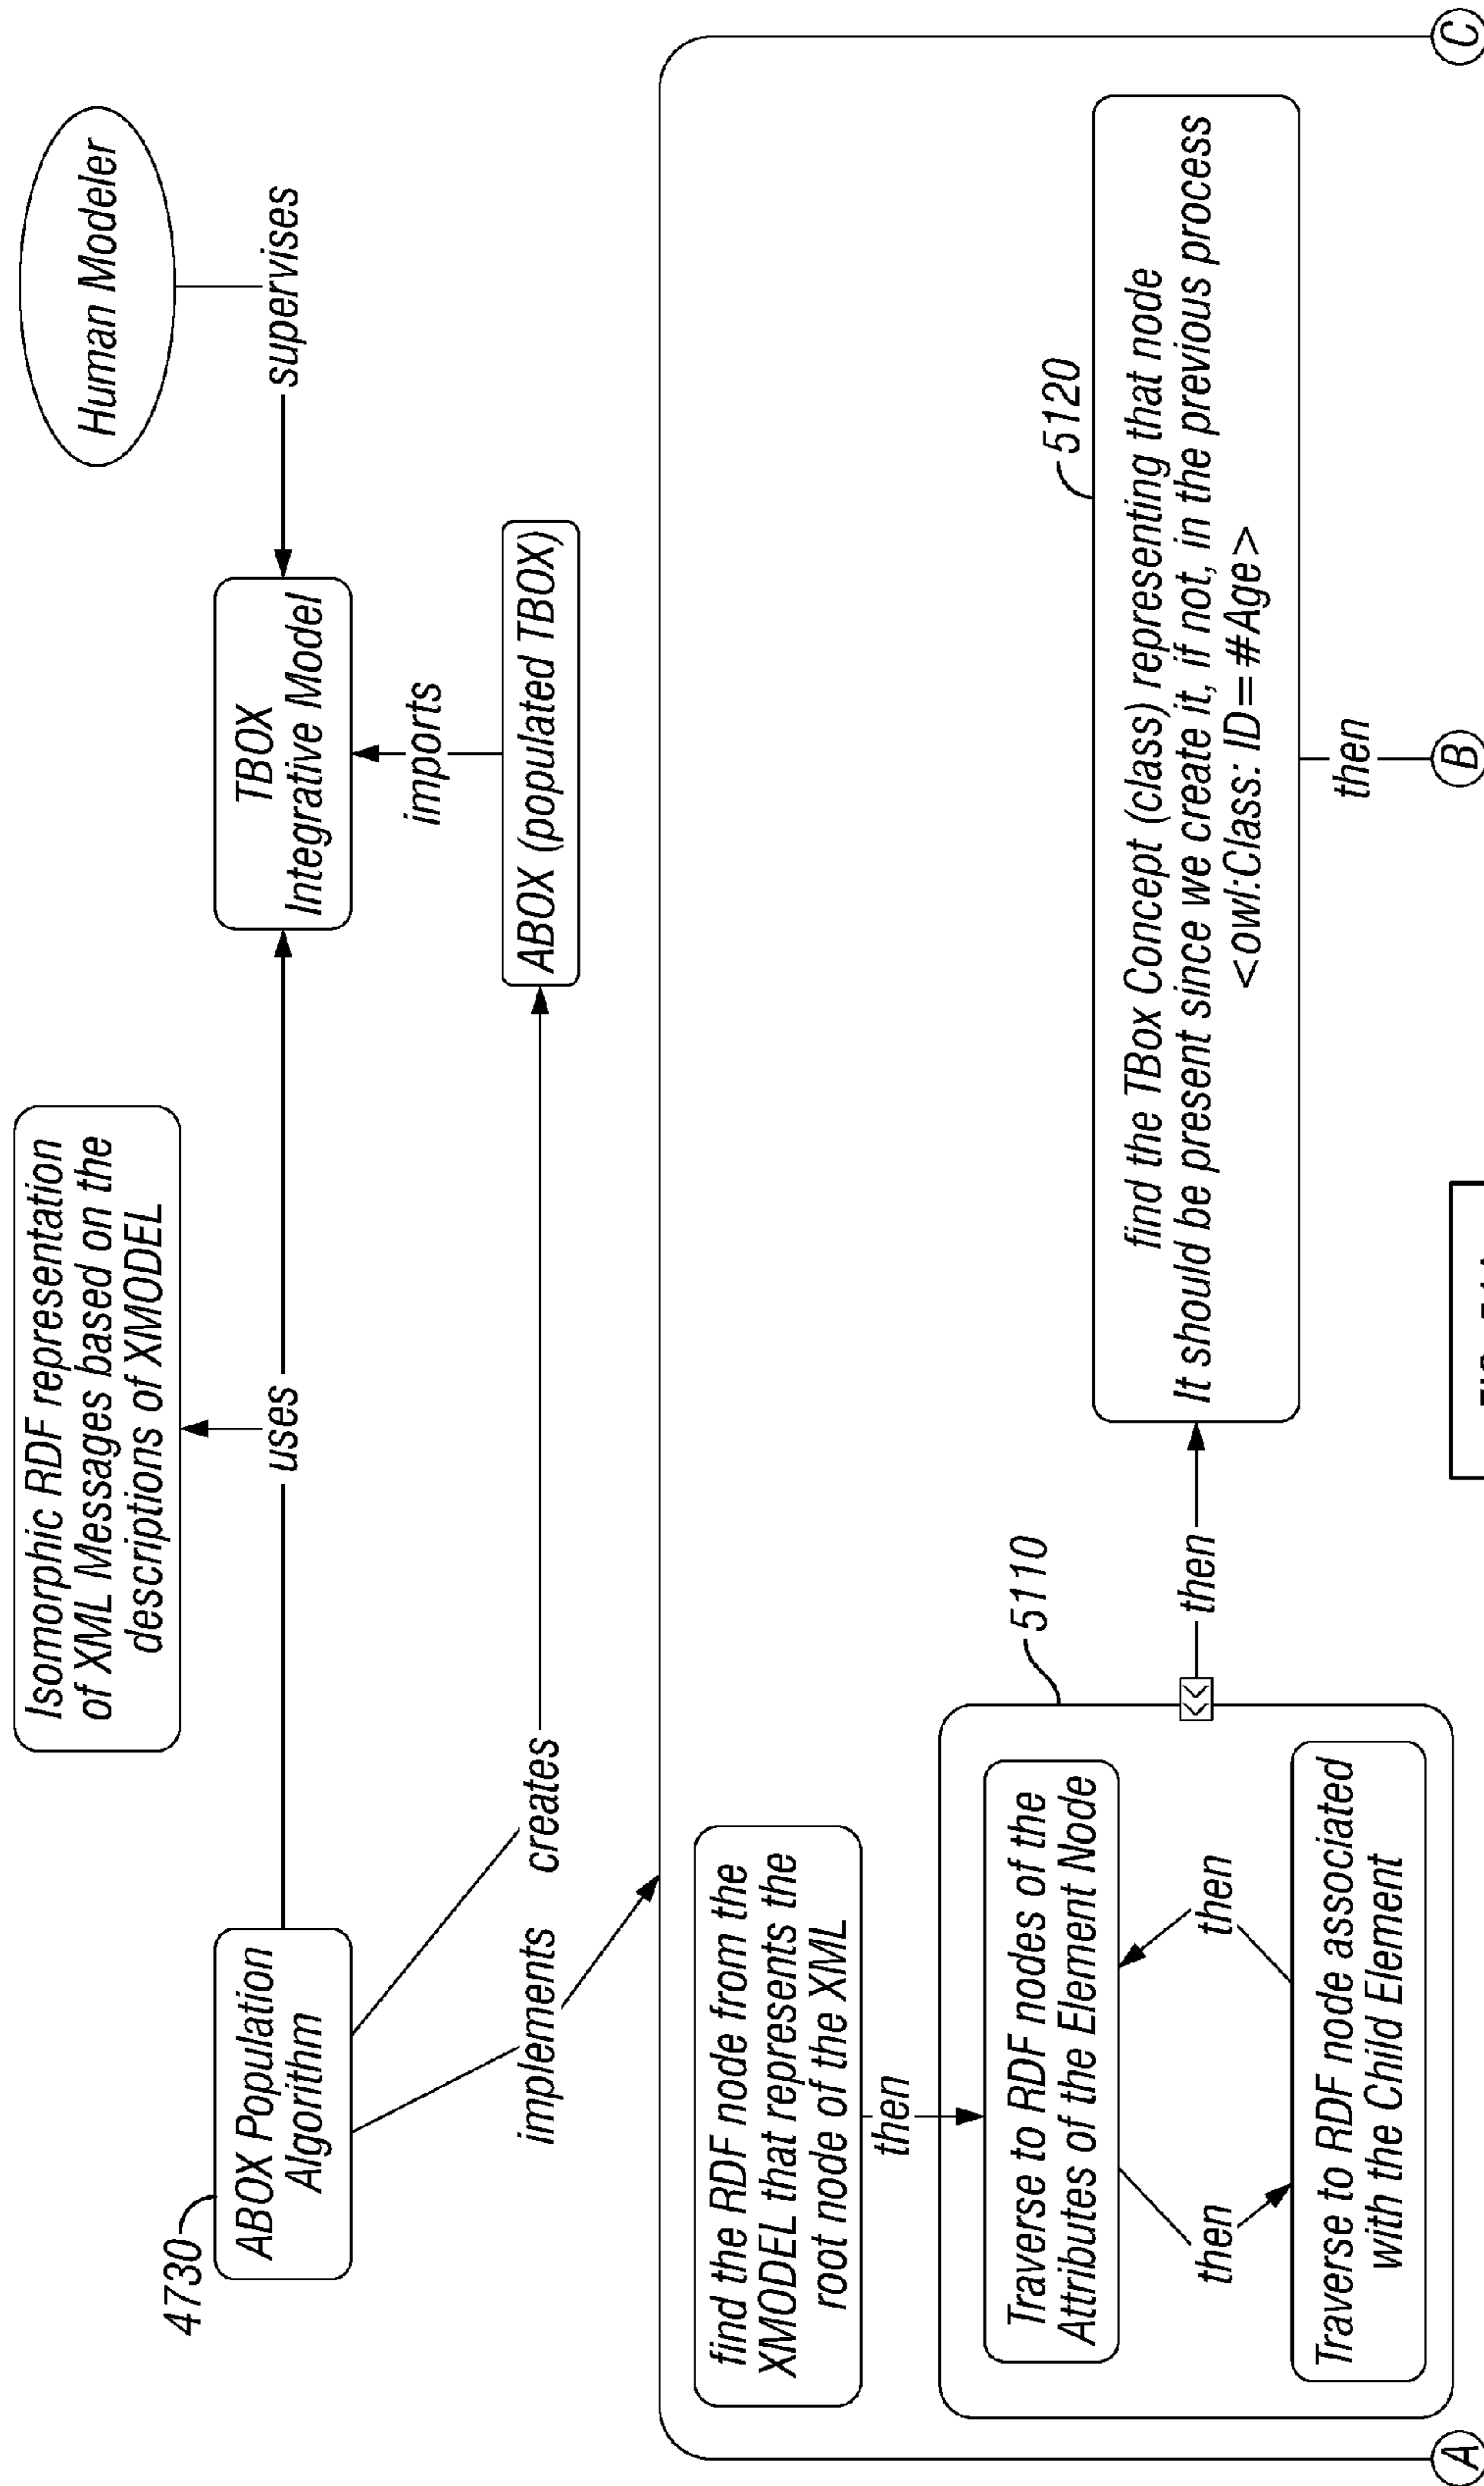 Isomorphic RDF representation
of XML Messages based on the
descriptions of XMODEL
Human Modeler
4730
ABOX Population
Algorithm
uses
TBOX
Integrative Model
supervises
imports
implements
creates
ABOX (populated TBOX)
find the RDF node from the
XMODEL that represents the
root node of the XML
then
5110
Traverse to RDF nodes of the
Attributes of the Element Node
then
then
Traverse to RDF node associated
with the Child Element
then
5120
find the TBox Concept (class) representing that node
It should be present since we create it, if not, in the previous process
<owl:Class: ID=#Age>
then
A
B
C